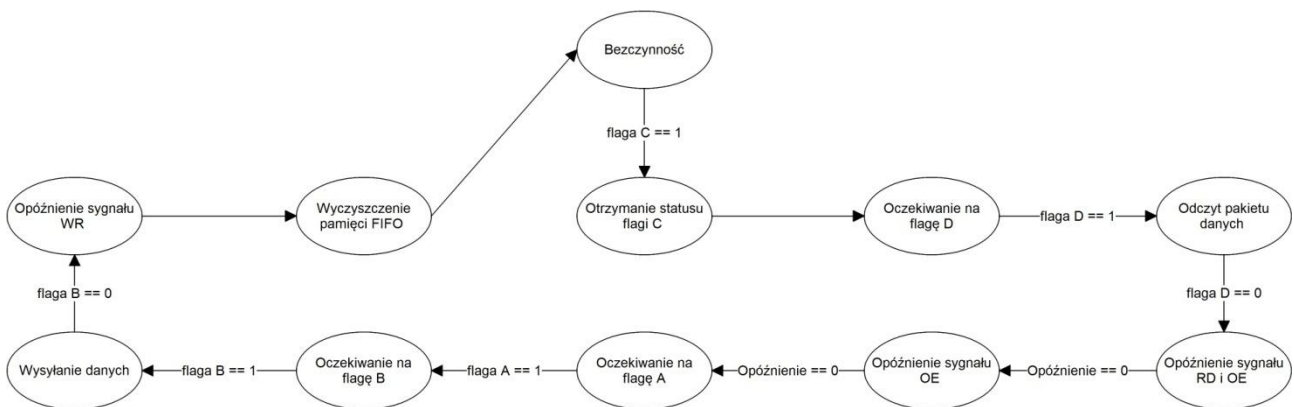 Bezczynność
flaga C == 1
Opóźnienie sygnału
WR
Wyczyszczenie
pamięci FIFO
Otrzymanie statusu
flagi C
Oczekiwanie na
flagę D
flaga D == 1
Odczyt pakietu
danych
flaga B == 0
flaga D == 0
Wysyłanie danych
flaga B == 1
Oczekiwanie na
flagę B
flaga A == 1
Oczekiwanie na
flagę A
Opóźnienie == 0
Opóźnienie sygnału
OE
Opóźnienie == 0
Opóźnienie sygnału
RD i OE